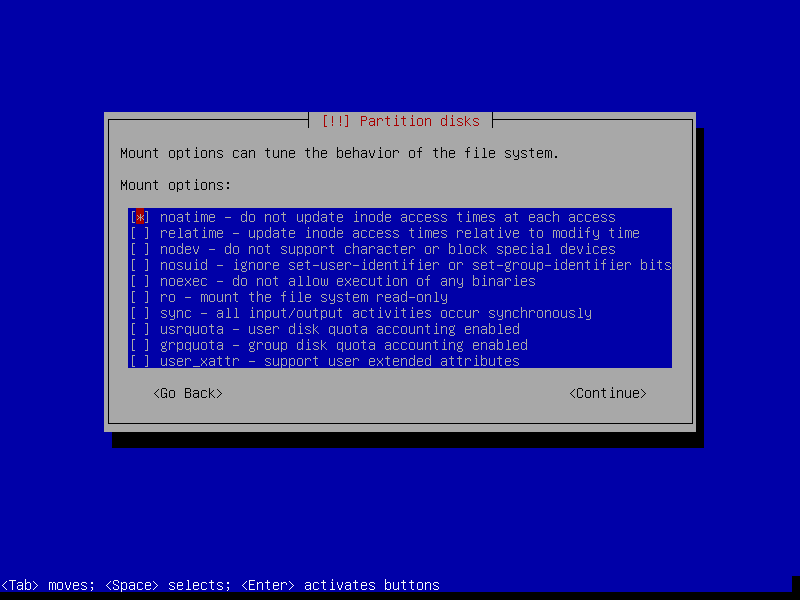 [!!] Partition disks
Mount options can tune the behavior of the file system.
Mount options:
[*] noatime - do not update inode access times at each access
[ ] relatime - update inode access times relative to modify time
[ ] nodev - do not support character or block special devices
[ ] nosuid - ignore set-user-identifier or set-group-identifier bits
[ ] noexec - do not allow execution of any binaries
[ ] ro - mount the file system read-only
[ ] sync - all input/output activities occur synchronously
[ ] usrquota - user disk quota accounting enabled
[ ] grpquota - group disk quota accounting enabled
[ ] user_xattr - support user extended attributes
<Go Back> <Continue>
<Tab> moves; <Space> selects; <Enter> activates buttons